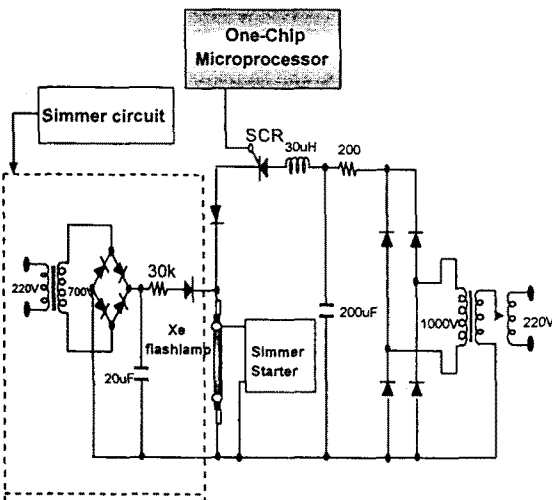 One-Chip
Microprocessor
Simmer circuit
SCR
30uH
200
30k
220V
700V
Xe
flashlamp
20uF
Simmer
Starter
200uF
1000V
220V